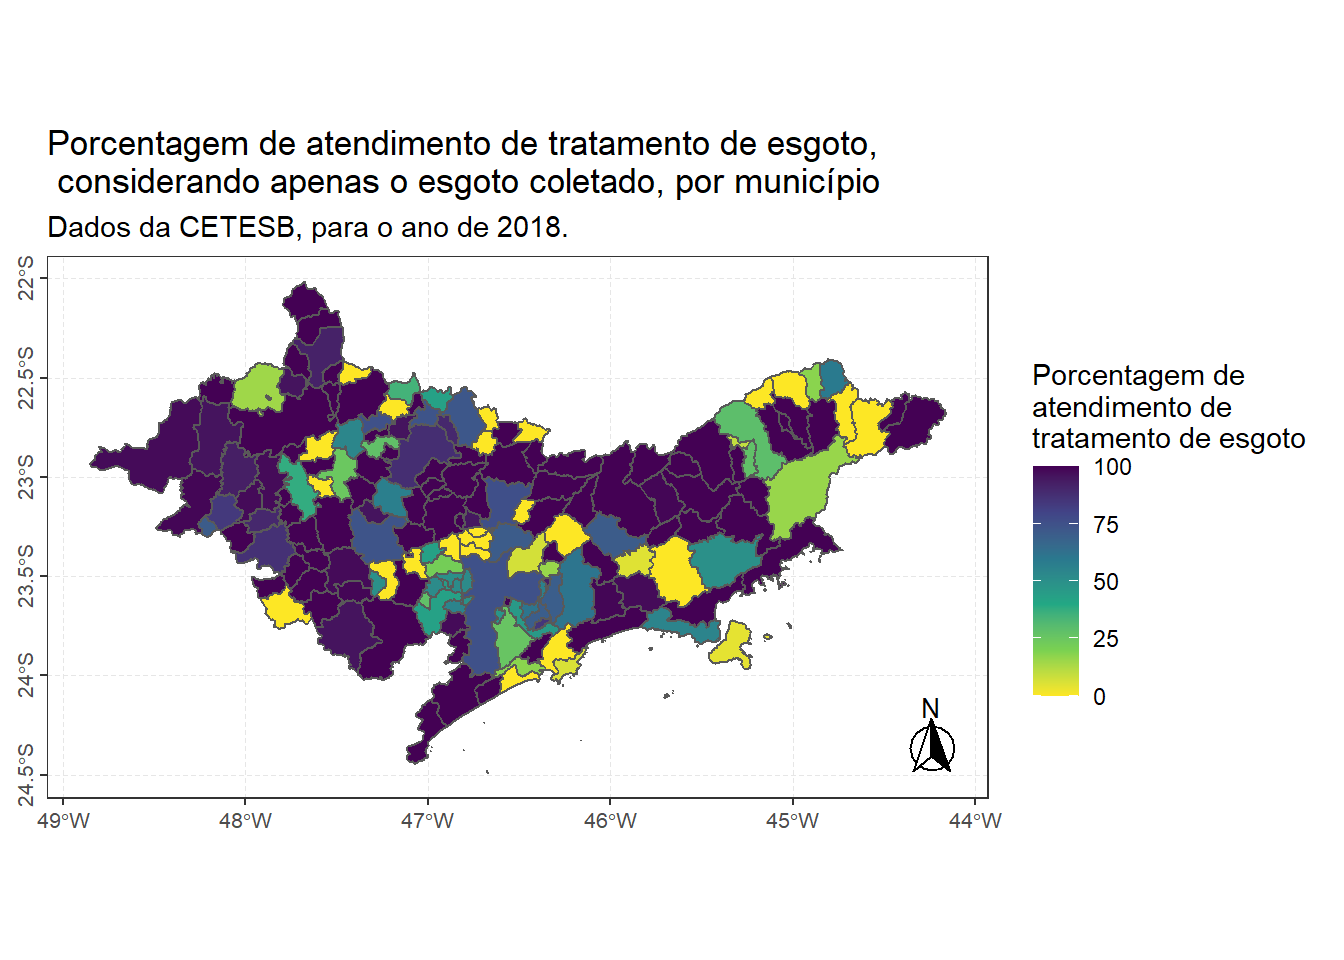 Porcentagem de atendimento de tratamento de esgoto,
considerando apenas o esgoto coletado, por município
Dados da CETESB, para o ano de 2018.
22°S
22.5°S
23°S
23.5°S
24°S
24.5°S
49°W
48°W
47°W
46°W
45°W
44°W
N
Porcentagem de
atendimento de
tratamento de esgoto
100
75
50
25
0